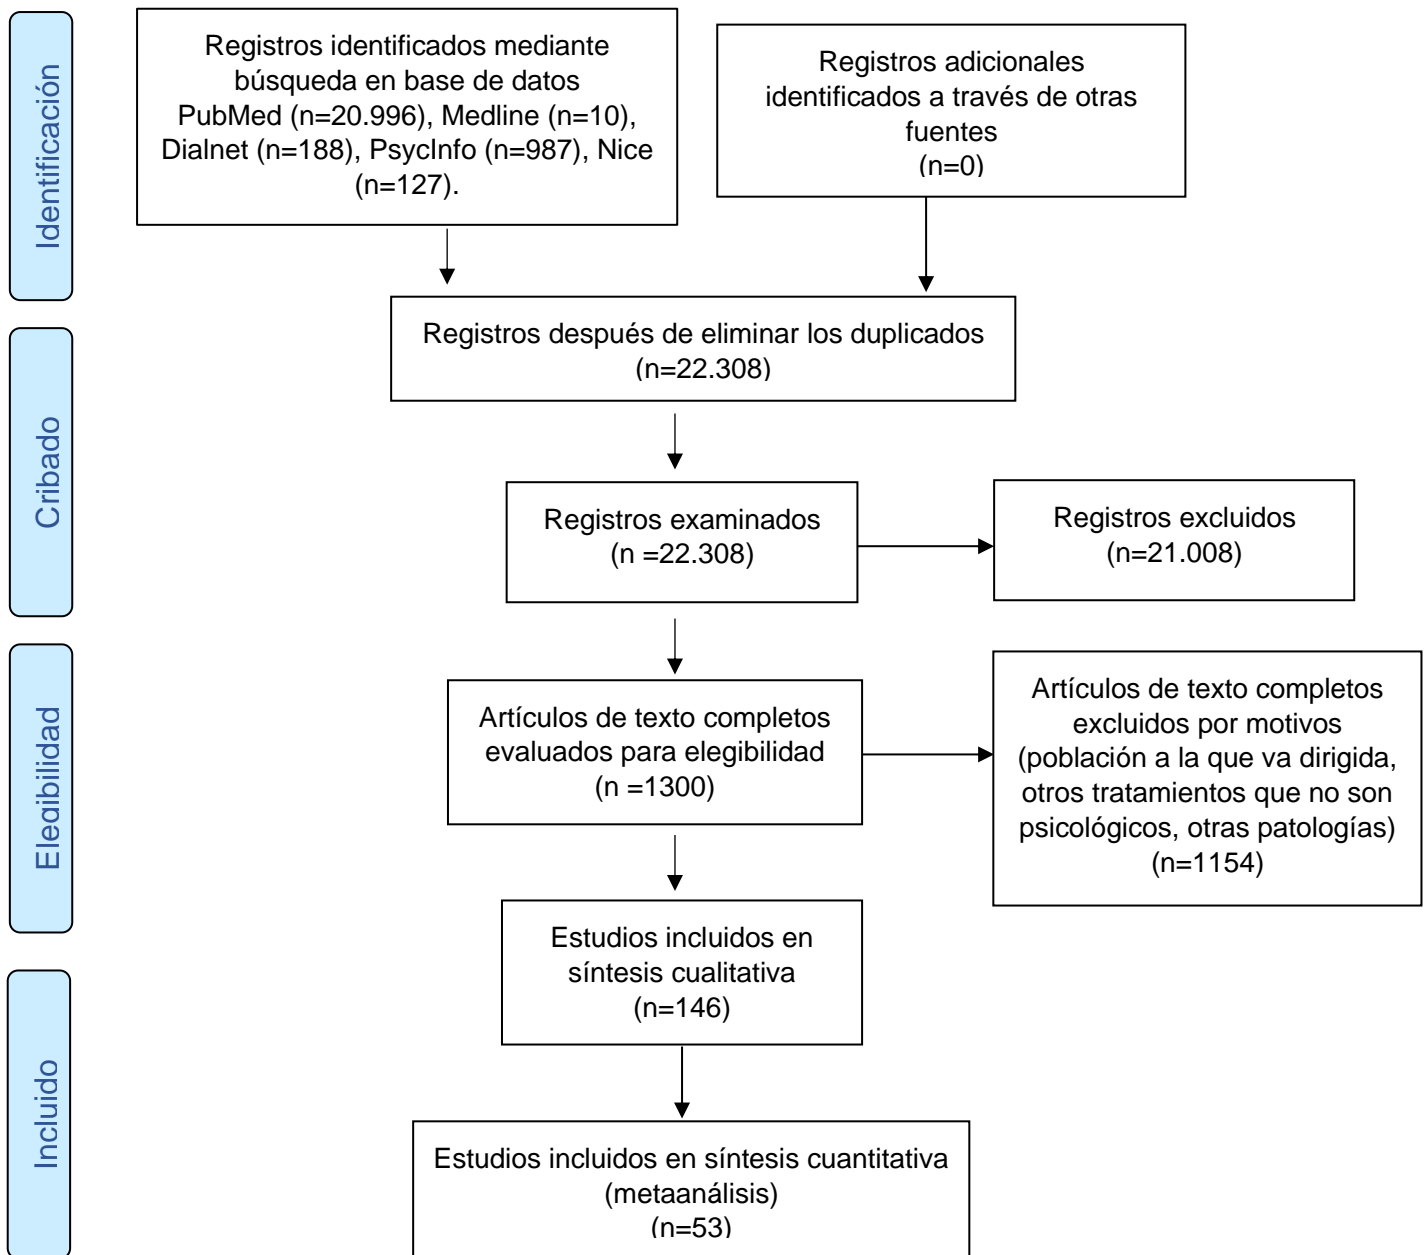 Identificación
Registros identificados mediante
búsqueda en base de datos
PubMed (n=20.996), Medline (n=10),
Dialnet (n=188), PsycInfo (n=987), Nice
(n=127).
Registros adicionales
identificados a través de otras
fuentes
(n=0)
Registros después de eliminar los duplicados
(n=22.308)
Cribado
Registros examinados
(n =22.308)
Registros excluidos
(n=21.008)
Elegibilidad
Artículos de texto completos
evaluados para elegibilidad
(n =1300)
Artículos de texto completos
excluidos por motivos
(población a la que va dirigida,
otros tratamientos que no son
psicológicos, otras patologías)
(n=1154)
Estudios incluidos en
síntesis cualitativa
(n=146)
Incluido
Estudios incluidos en síntesis cuantitativa
(metaanálisis)
(n=53)